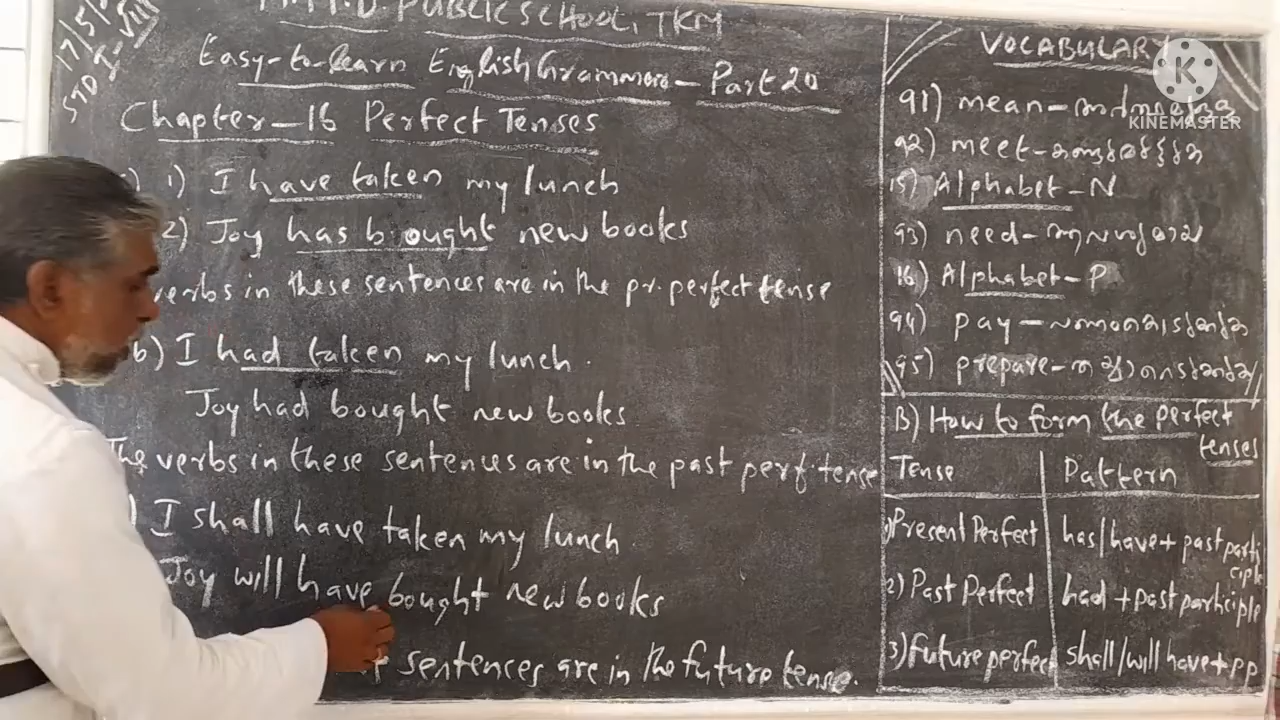 17/5/
STD I-VIII
PUBLIC SCHOOL, TKM
Easy-to-learn English Grammar - Part 20
Chapter-16 Perfect Tenses
1) I have taken my lunch
2) Joy has bought new books
verbs in these sentences are in the pr. perfect tense
b) I had taken my lunch.
Joy had bought new books
The verbs in these sentences are in the past perf tense
I shall have taken my lunch
Joy will have bought new books
sentences are in the future tense.
VOCABULARY
KINEMASTER
91) mean -
92) meet -
15) Alphabet - N
93) need -
16) Alphabet - P
94) pay -
95) prepare -
B) How to form the perfect
tenses
Tense Pattern
1) Present Perfect has/have + past parti
ciple
2) Past Perfect had + past participle
3) Future perfect shall/will have + pp